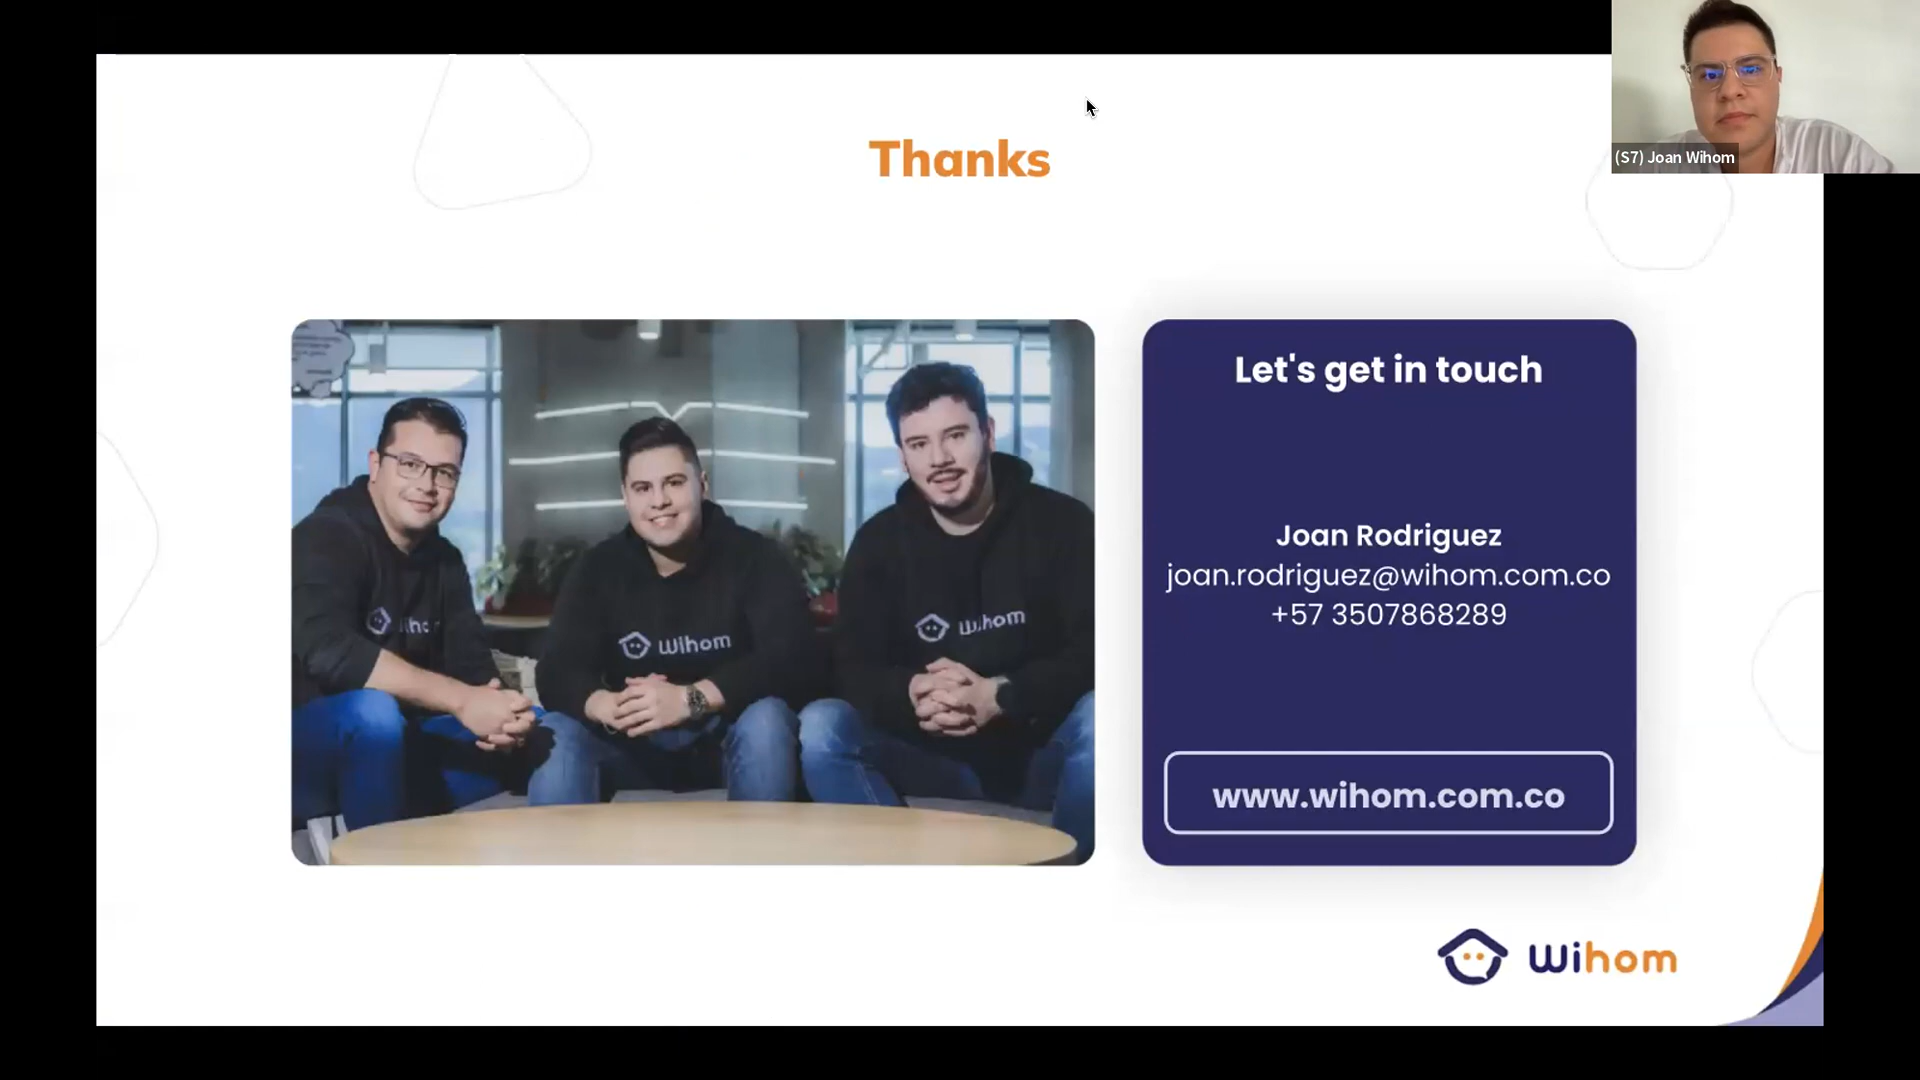 Thanks
(S7) Joan Wihom
Wihom
Wihom
Let's get in touch
Joan Rodriguez
joan.rodriguez@wihom.com.co
+57 3507868289
www.wihom.com.co
Wihom